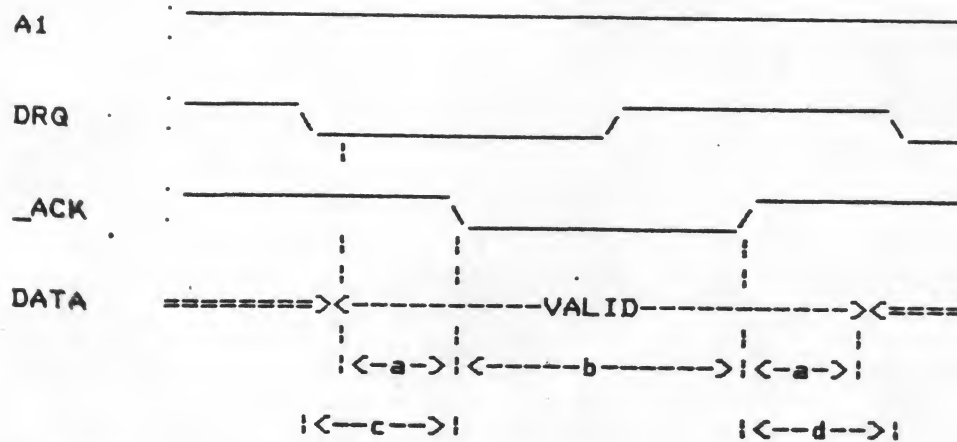 A1
DRQ
_ACK
DATA ========><---------VALID----------><====
|<-a->|<-----b------>|<-a->|
|<--c-->| |<--d-->|